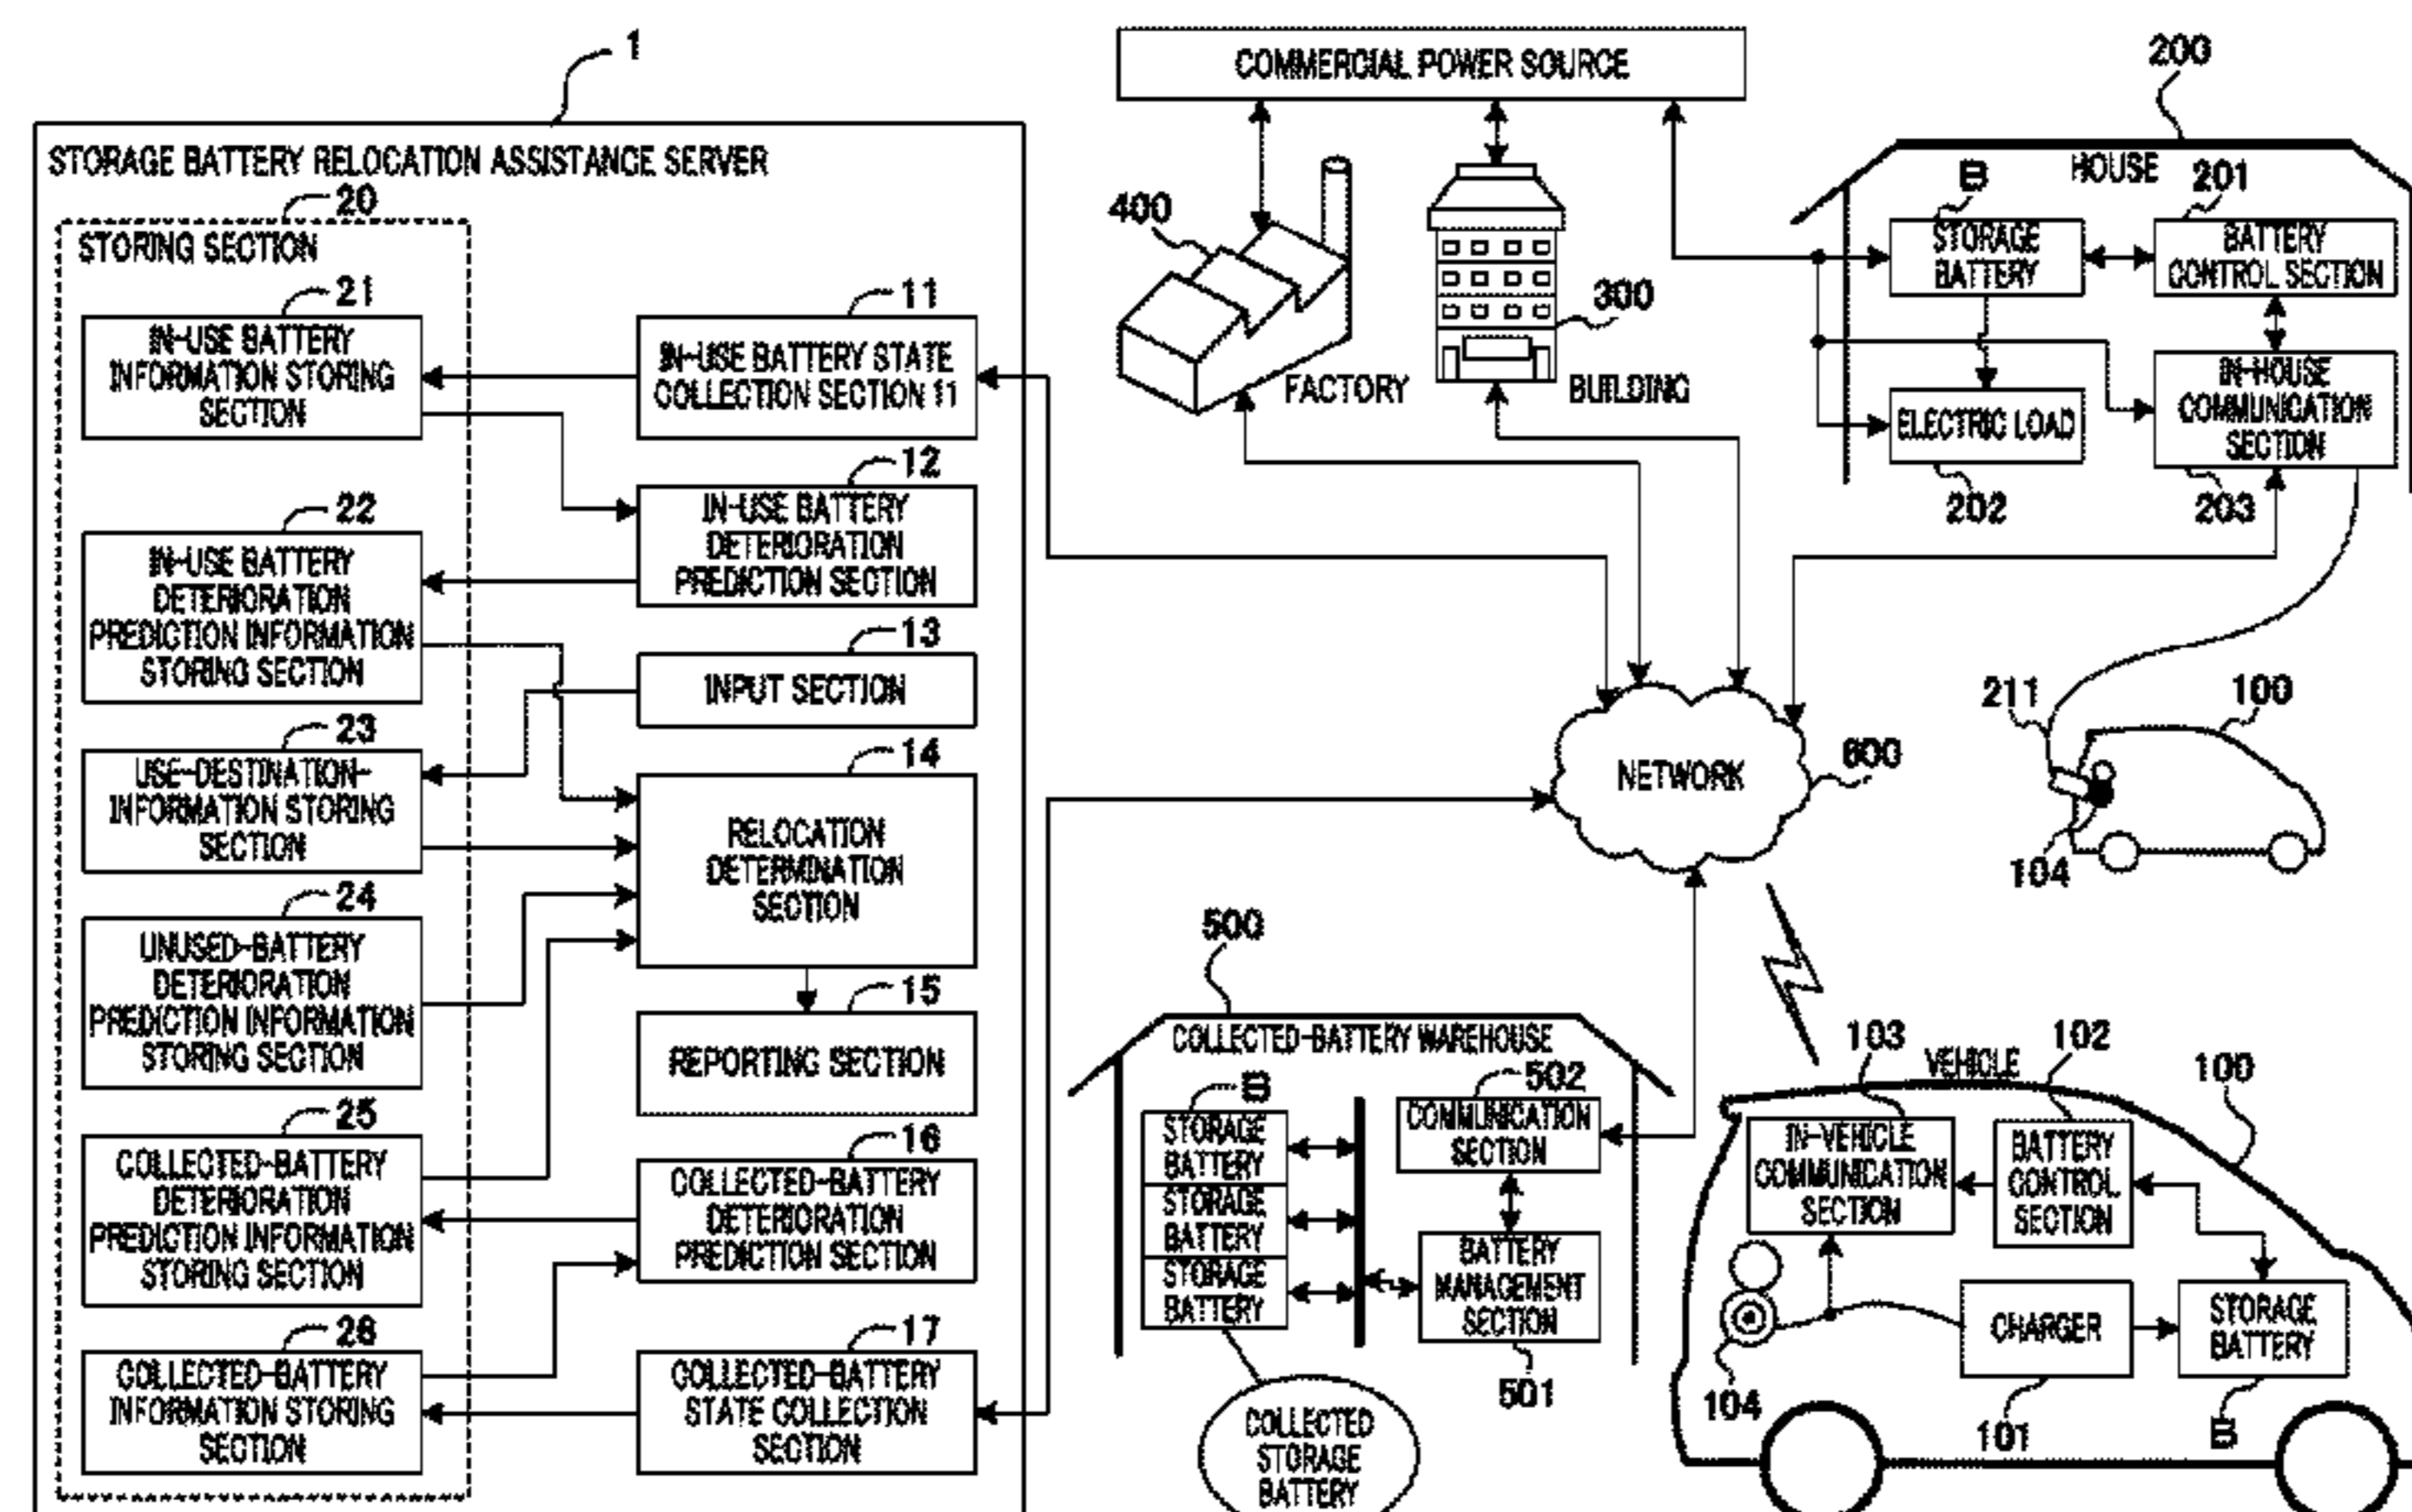 1
STORAGE BATTERY RELOCATION ASSISTANCE SERVER
20
STORING SECTION
21
IN-USE BATTERY
INFORMATION STORING
SECTION
22
IN-USE BATTERY
DETERIORATION
PREDICTION INFORMATION
STORING SECTION
23
USE-DESTINATION-
INFORMATION STORING
SECTION
24
UNUSED-BATTERY
DETERIORATION
PREDICTION INFORMATION
STORING SECTION
25
COLLECTED-BATTERY
DETERIORATION
PREDICTION INFORMATION
STORING SECTION
26
COLLECTED-BATTERY
INFORMATION STORING
SECTION
11
IN-USE BATTERY STATE
COLLECTION SECTION 11
12
IN-USE BATTERY
DETERIORATION
PREDICTION SECTION
13
INPUT SECTION
14
RELOCATION
DETERMINATION
SECTION
15
REPORTING SECTION
16
COLLECTED-BATTERY
DETERIORATION
PREDICTION SECTION
17
COLLECTED-BATTERY
STATE COLLECTION
SECTION
COMMERCIAL POWER SOURCE
400
FACTORY
300
BUILDING
200
HOUSE
B
STORAGE
BATTERY
201
BATTERY
CONTROL SECTION
ELECTRIC LOAD
202
IN-HOUSE
COMMUNICATION
SECTION
203
NETWORK
600
211
100
104
500
COLLECTED-BATTERY WAREHOUSE
B
STORAGE
BATTERY
STORAGE
BATTERY
STORAGE
BATTERY
502
COMMUNICATION
SECTION
BATTERY
MANAGEMENT
SECTION
501
COLLECTED
STORAGE
BATTERY
VEHICLE
100
103
IN-VEHICLE
COMMUNICATION
SECTION
102
BATTERY
CONTROL
SECTION
104
CHARGER
101
STORAGE
BATTERY
B